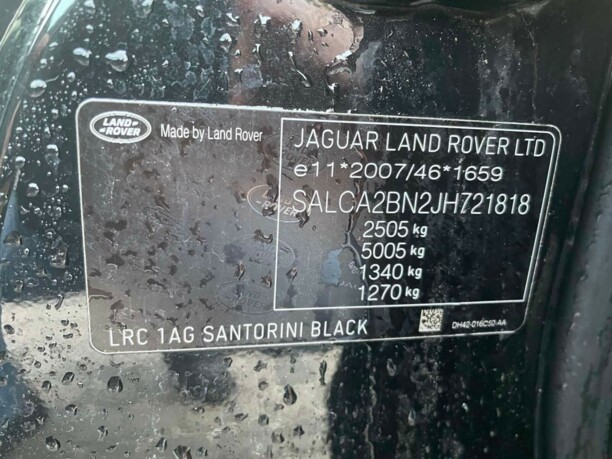 LAND
ROVER
Made by Land Rover
JAGUAR LAND ROVER LTD
e11*2007/46*1659
SALCA2BN2JH721818
2505 kg
5005 kg
1340 kg
1270 kg
LRC 1AG SANTORINI BLACK
DH42-016C50-AA